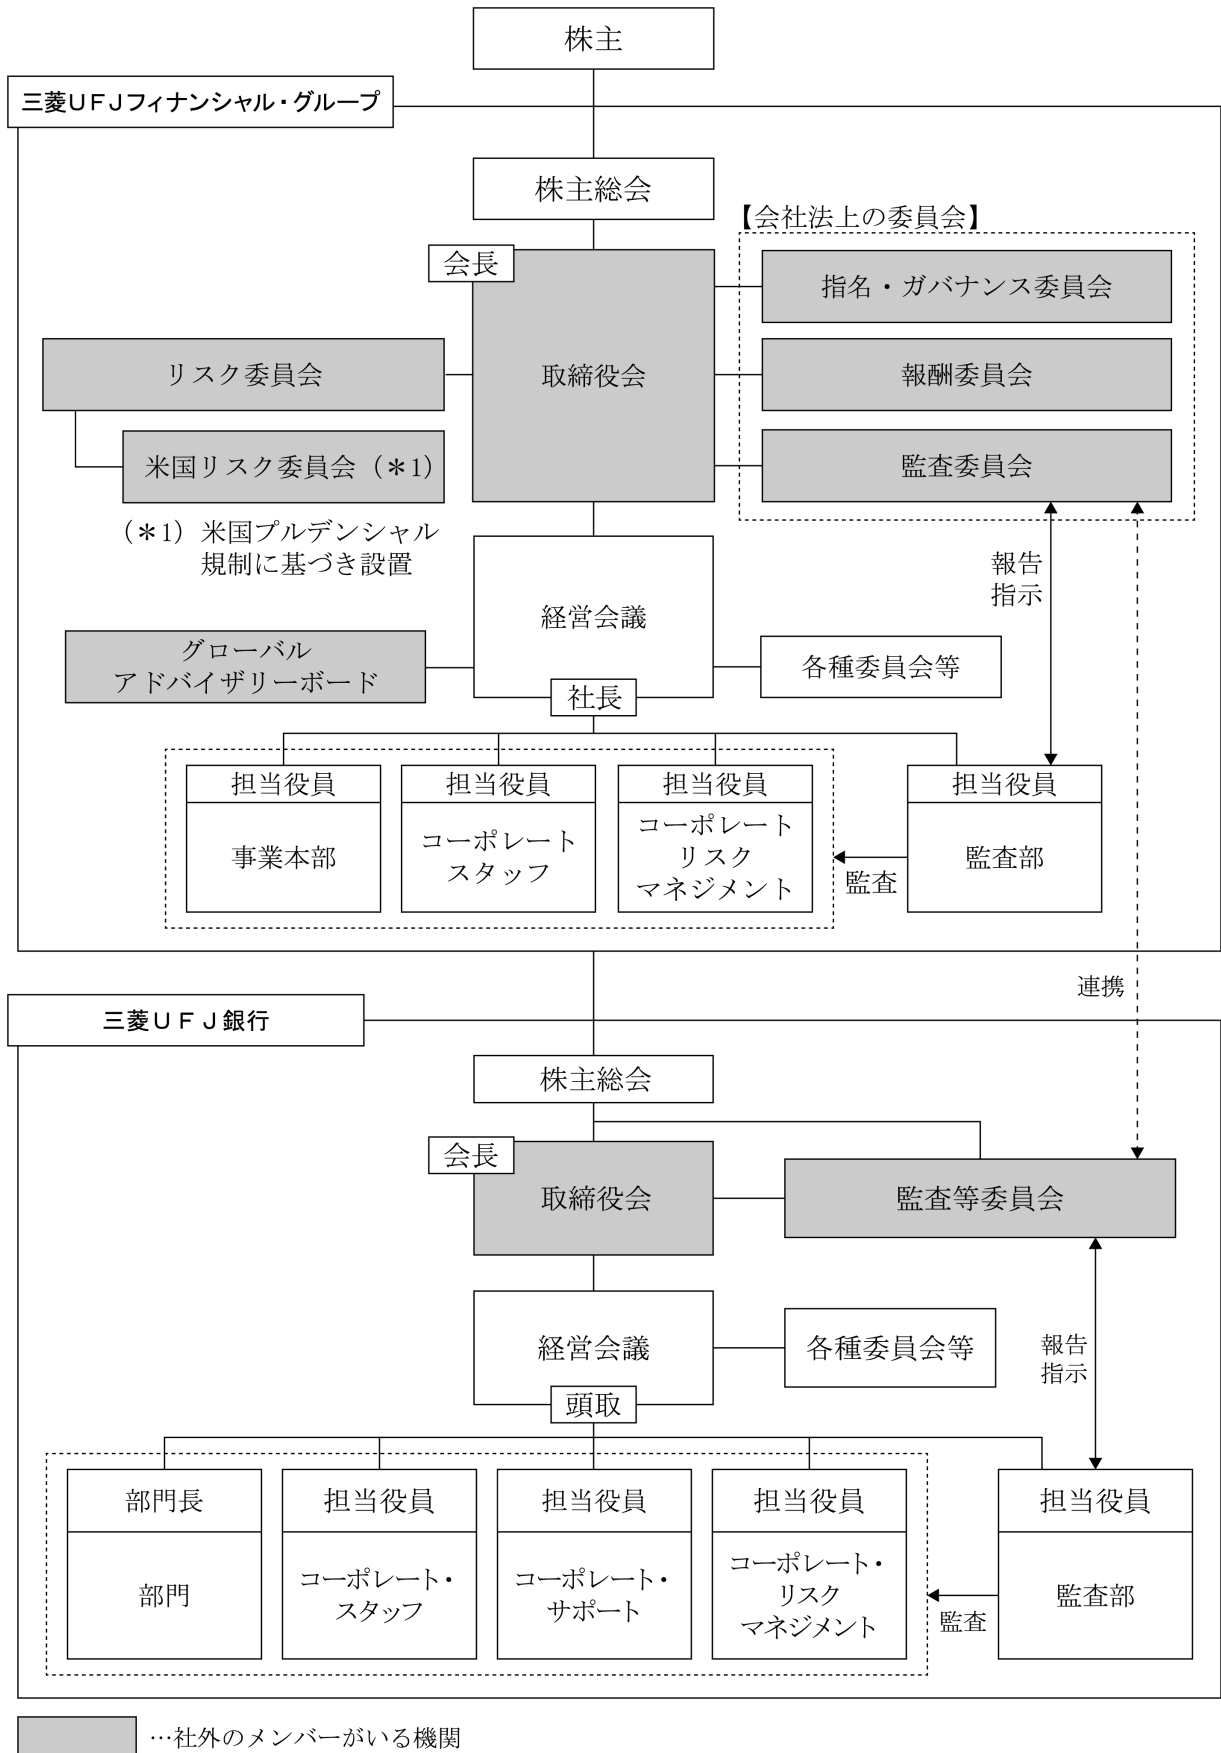 株主
三菱UFJフィナンシャル・グループ
株主総会
【会社法上の委員会】
会長
取締役会
指名・ガバナンス委員会
リスク委員会
報酬委員会
米国リスク委員会（＊1）
監査委員会
（＊1）米国プルデンシャル
規制に基づき設置
報告
指示
経営会議
グローバル
アドバイザリーボード
各種委員会等
社長
担当役員
事業本部
担当役員
コーポレート
スタッフ
担当役員
コーポレート
リスク
マネジメント
監査
担当役員
監査部
連携
三菱UFJ銀行
株主総会
会長
取締役会
監査等委員会
経営会議
各種委員会等
報告
指示
頭取
部門長
部門
担当役員
コーポレート・
スタッフ
担当役員
コーポレート・
サポート
担当役員
コーポレート・
リスク
マネジメント
監査
担当役員
監査部
…社外のメンバーがいる機関